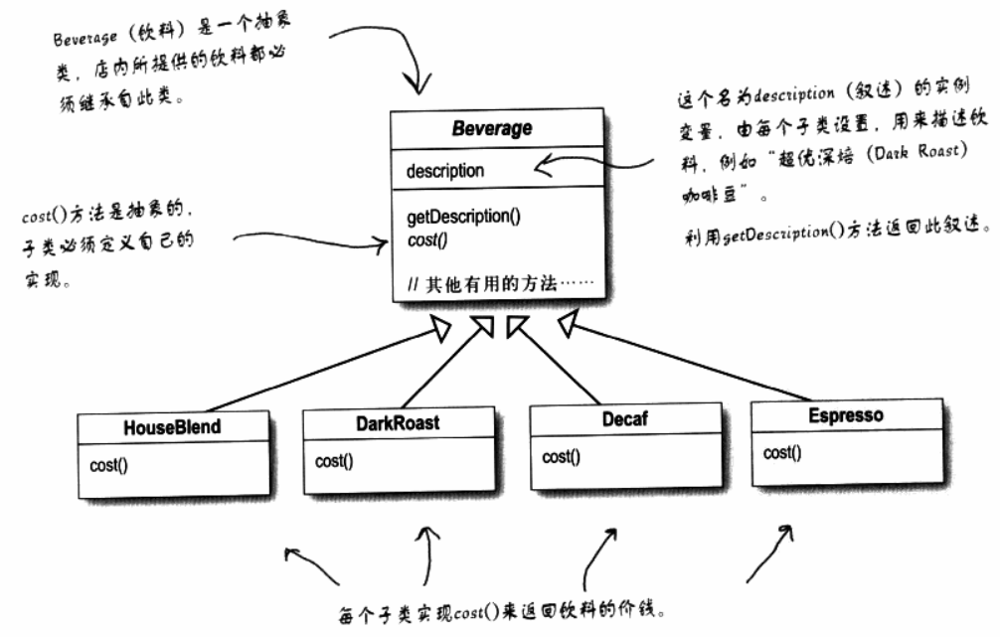 Beverage（饮料）是一个抽象
类，店内所提供的饮料都必
须继承自此类。
Beverage
description
getDescription()
cost()
// 其他有用的方法……
这个名为description（叙述）的实例
变量，由每个子类设置，用来描述饮
料，例如“超优深焙（Dark Roast）
咖啡豆”。
利用getDescription()方法返回此叙述。
cost()方法是抽象的，
子类必须定义自己的
实现。
HouseBlend
cost()
DarkRoast
cost()
Decaf
cost()
Espresso
cost()
每个子类实现cost()来返回饮料的价钱。